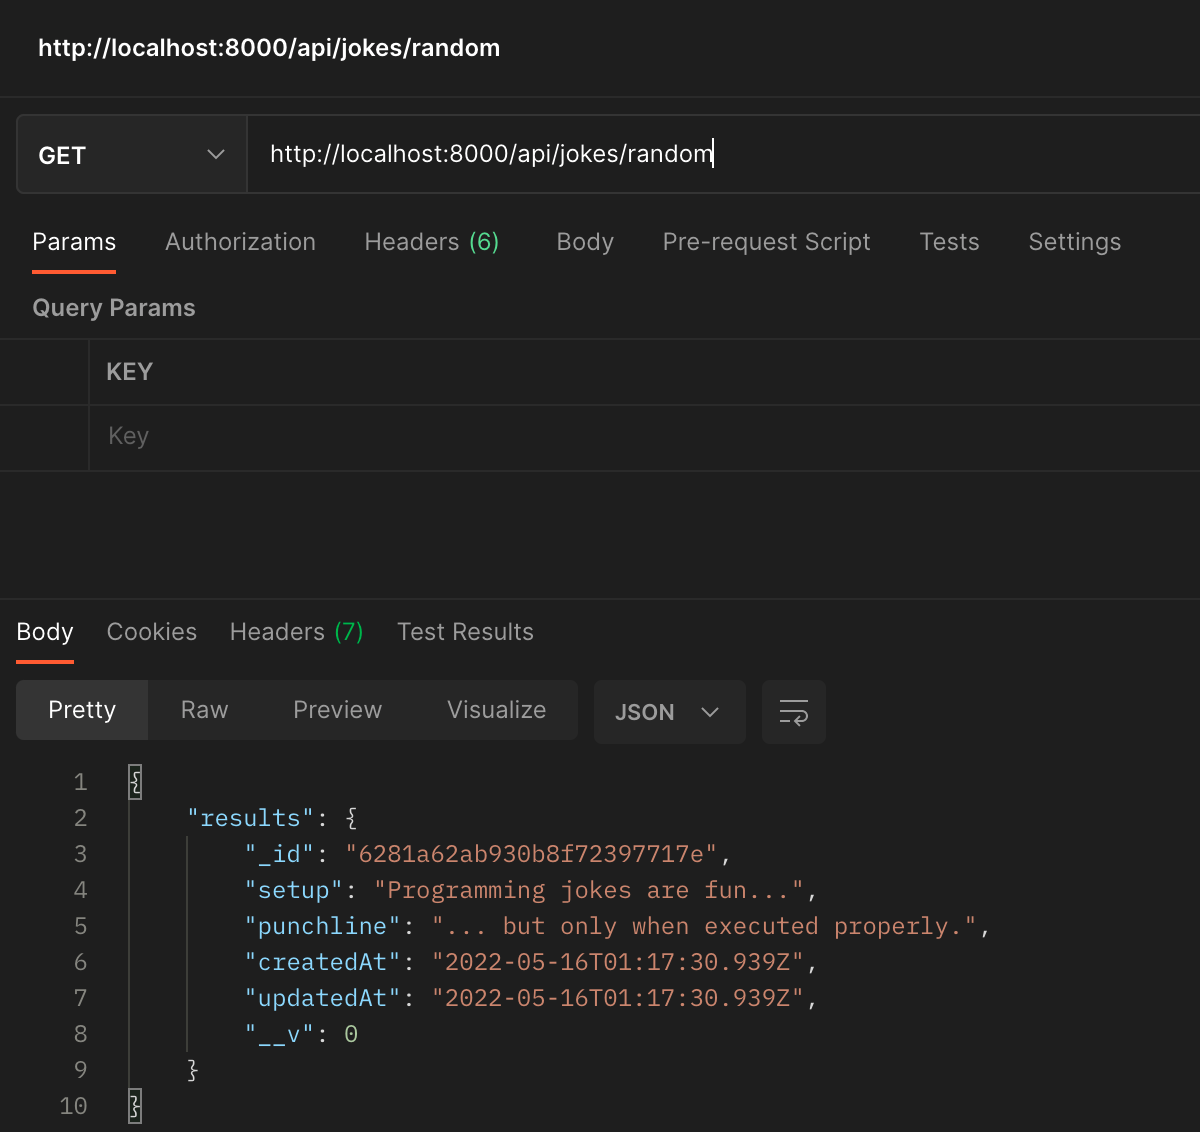 http://localhost:8000/api/jokes/random
GET http://localhost:8000/api/jokes/random
Params Authorization Headers (6) Body Pre-request Script Tests Settings
Query Params
KEY
Key
Body Cookies Headers (7) Test Results
Pretty Raw Preview Visualize JSON
1 {
2 "results": {
3 "_id": "6281a62ab930b8f72397717e",
4 "setup": "Programming jokes are fun...",
5 "punchline": "... but only when executed properly.",
6 "createdAt": "2022-05-16T01:17:30.939Z",
7 "updatedAt": "2022-05-16T01:17:30.939Z",
8 "__v": 0
9 }
10 }